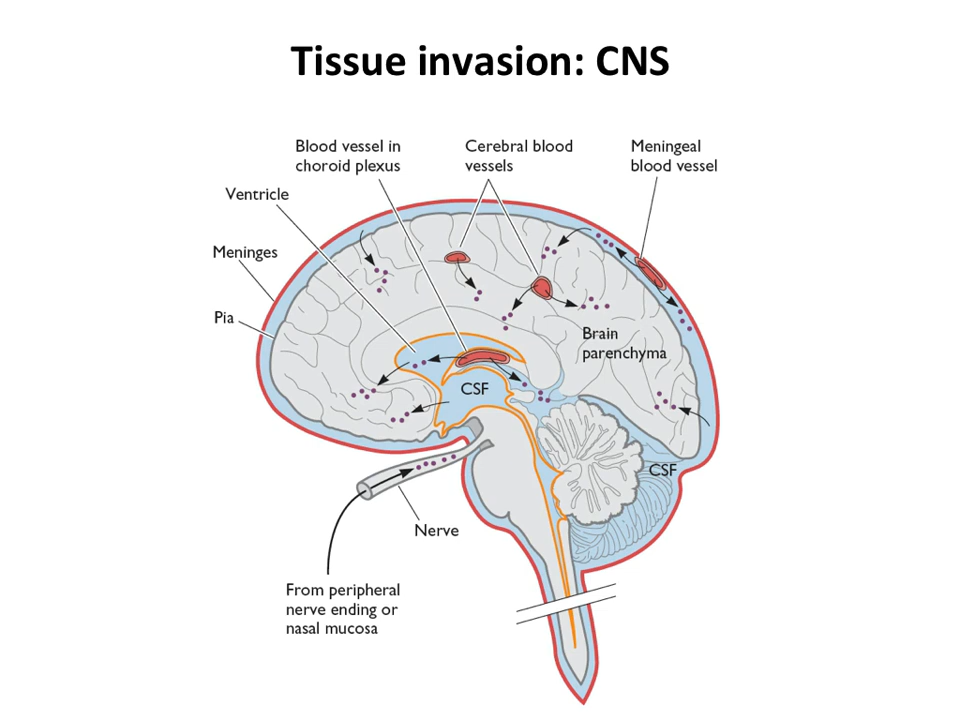 Tissue invasion: CNS
Blood vessel in
choroid plexus
Cerebral blood
vessels
Meningeal
blood vessel
Ventricle
Meninges
Pia
Brain
parenchyma
CSF
CSF
Nerve
From peripheral
nerve ending or
nasal mucosa